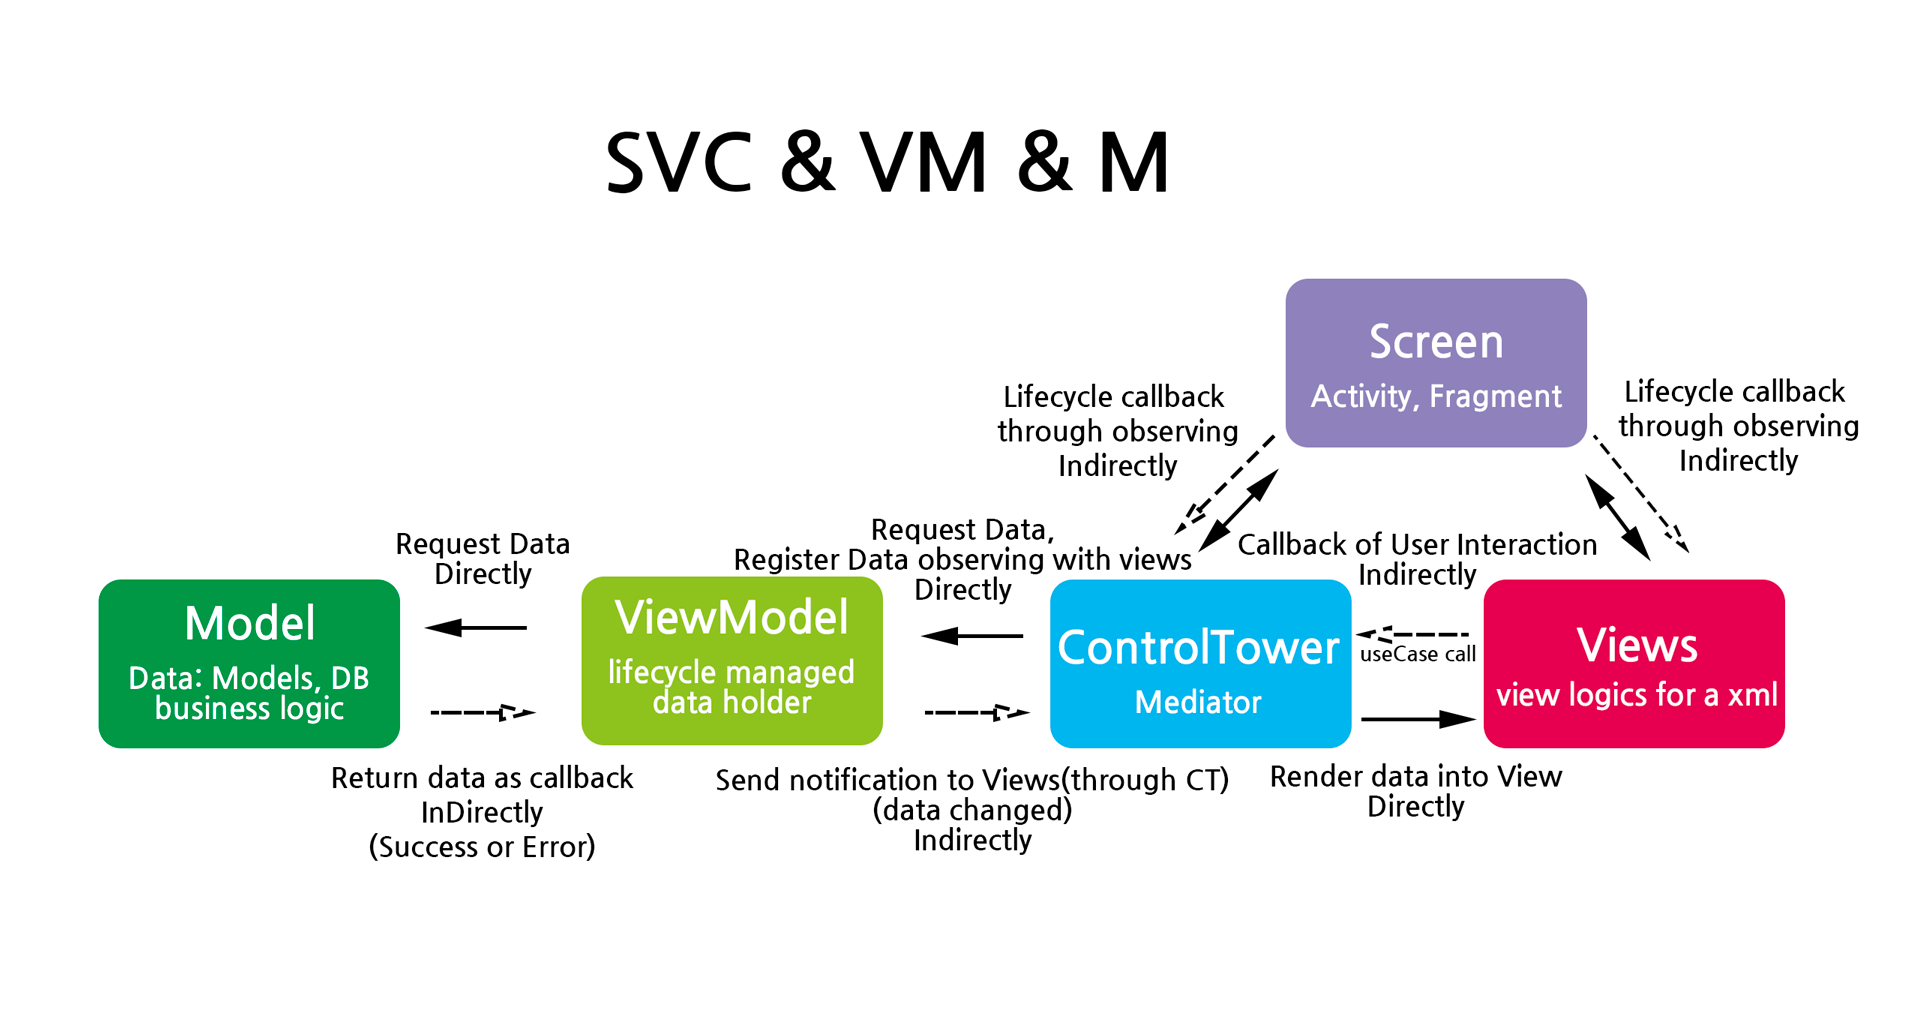 SVC & VM & M
Screen
Activity, Fragment
Lifecycle callback
through observing
Indirectly
Lifecycle callback
through observing
Indirectly
Request Data
Directly
Request Data,
Register Data observing with views
Directly
Callback of User Interaction
Indirectly
Model
Data: Models, DB
business logic
ViewModel
lifecycle managed
data holder
ControlTower
Mediator
useCase call
Views
view logics for a xml
Return data as callback
InDirectly
(Success or Error)
Send notification to Views(through CT)
(data changed)
Indirectly
Render data into View
Directly